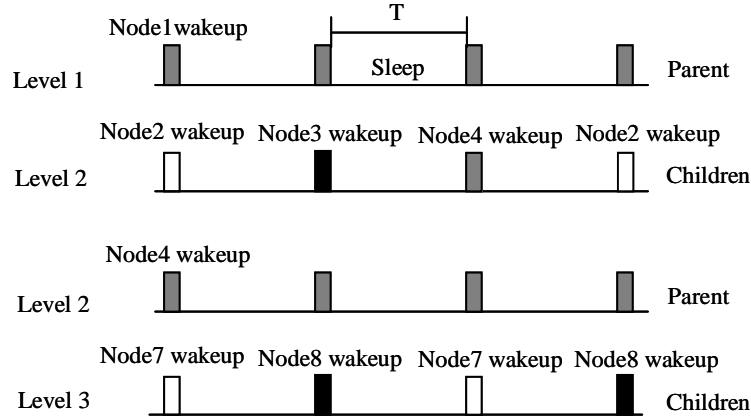 T
Node1wakeup
Level 1
Sleep
Parent
Node2 wakeup
Node3 wakeup
Node4 wakeup
Node2 wakeup
Level 2
Children
Node4 wakeup
Level 2
Parent
Node7 wakeup
Node8 wakeup
Node7 wakeup
Node8 wakeup
Level 3
Children